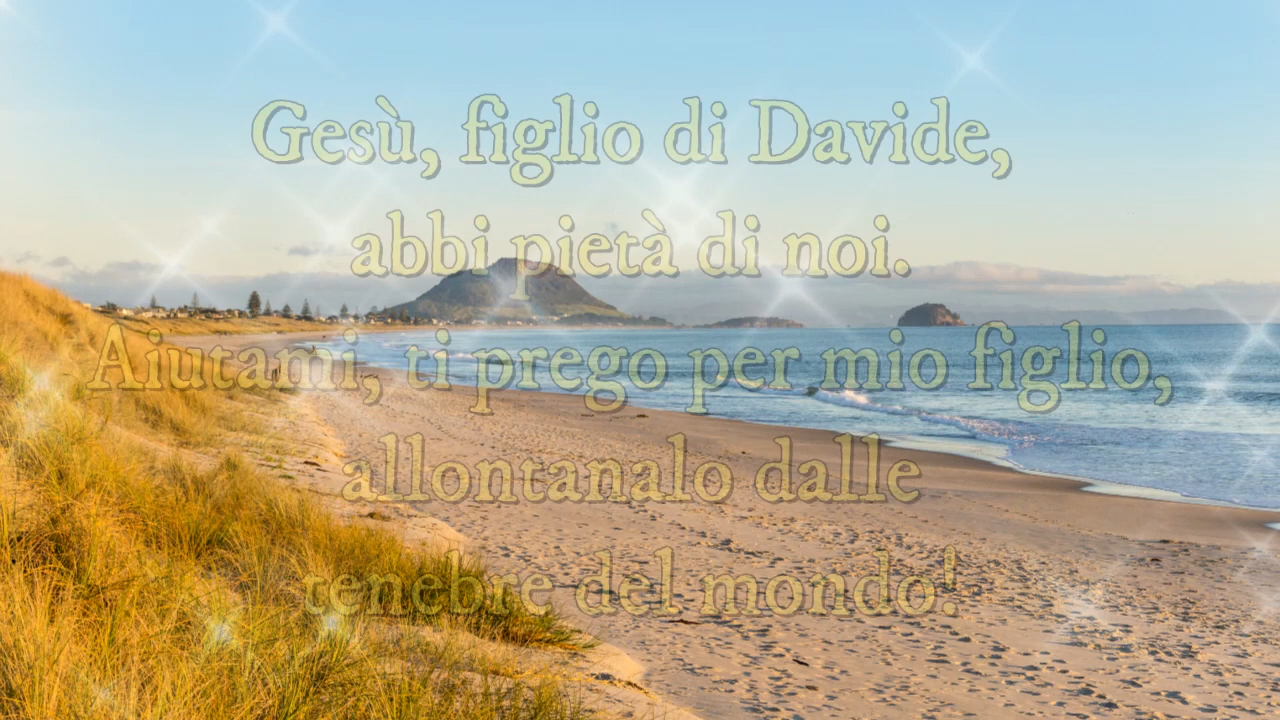 Gesù, figlio di Davide,
abbi pietà di noi.
Aiutami, ti prego per mio figlio,
allontanalo dalle
tenebre del mondo!